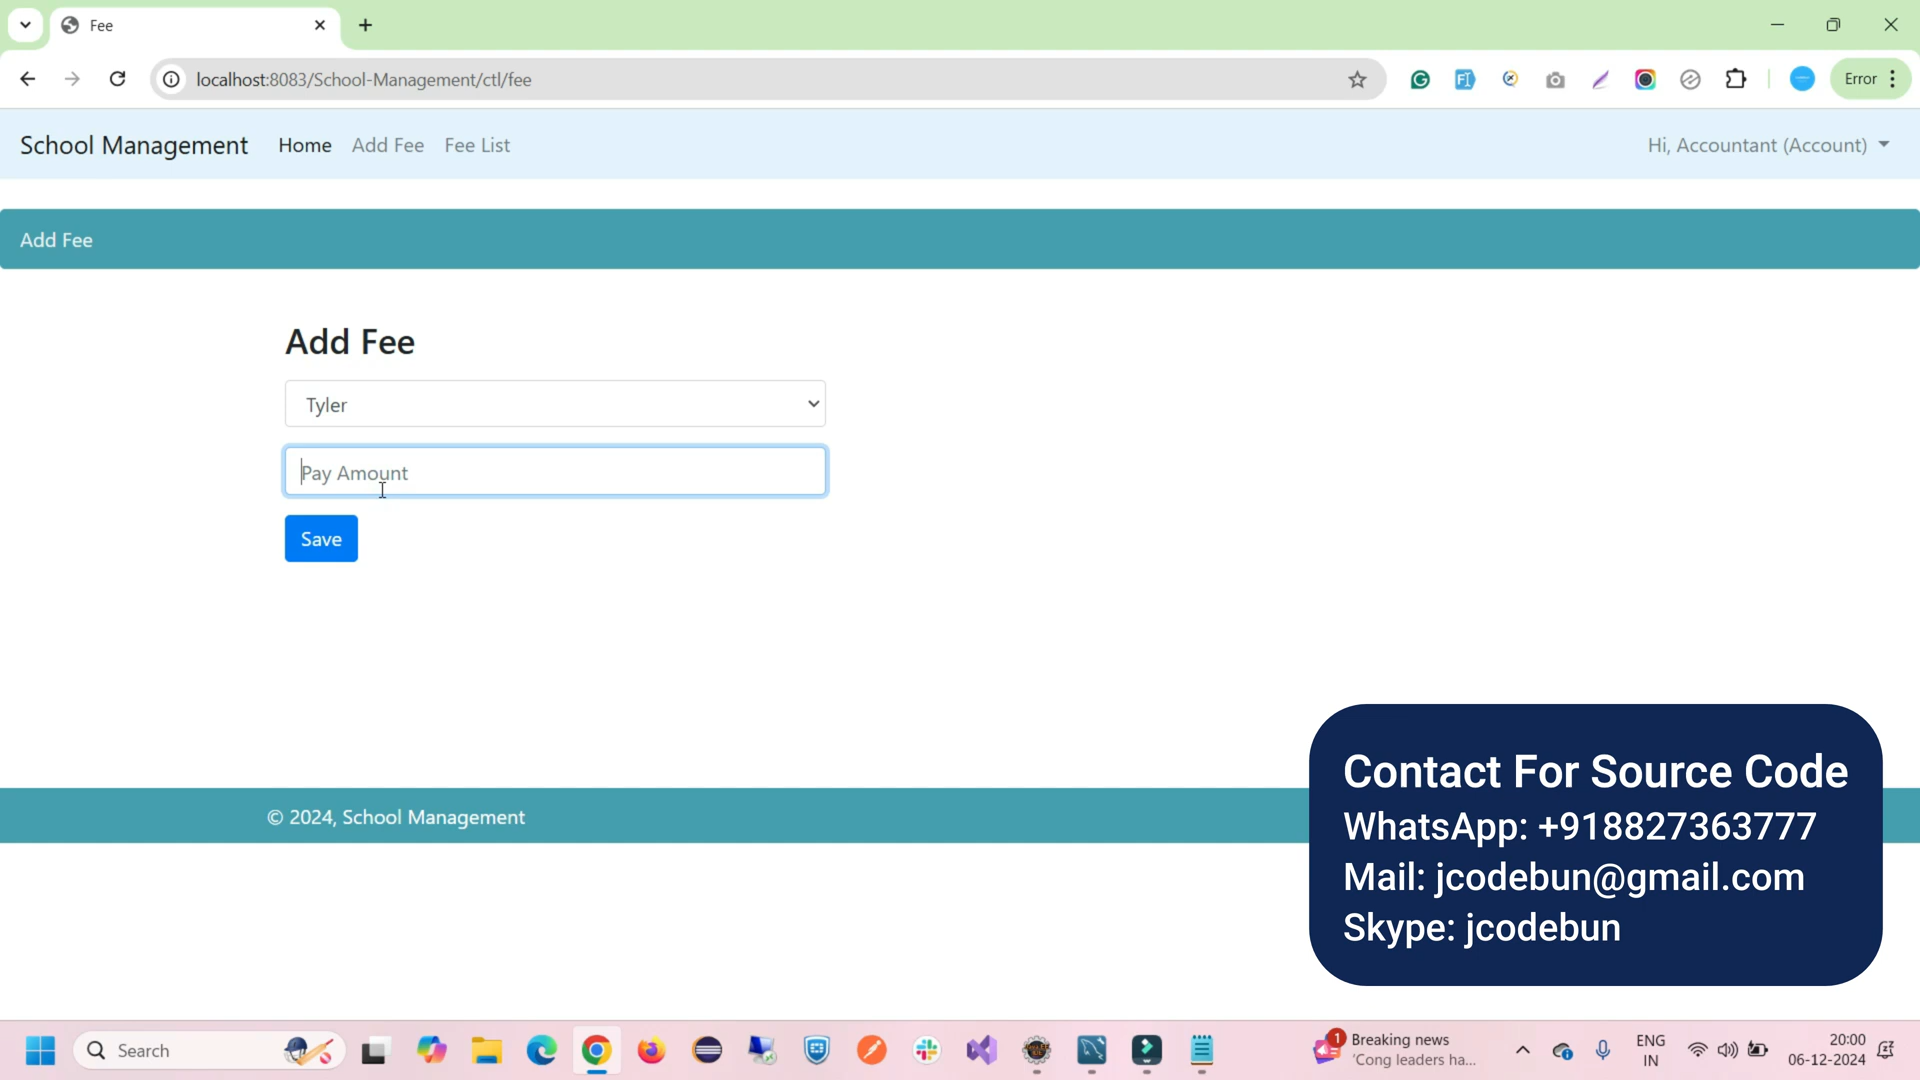 Fee
localhost:8083/School-Management/ctl/fee
Error
School Management Home Add Fee Fee List
Hi, Accountant (Account)
Add Fee
Add Fee
Tyler
Pay Amount
Save
© 2024, School Management
Contact For Source Code
WhatsApp: +918827363777
Mail: jcodebun@gmail.com
Skype: jcodebun
Search
1
Breaking news
'Cong leaders ha...
ENG
IN
20:00
06-12-2024